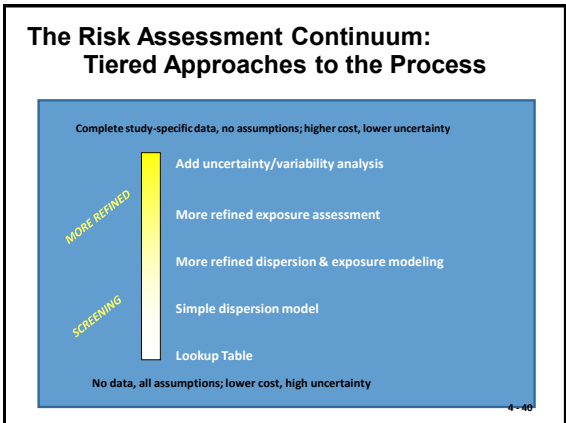 The Risk Assessment Continuum:
Tiered Approaches to the Process
Complete study-specific data, no assumptions; higher cost, lower uncertainty
Add uncertainty/variability analysis
MORE REFINED
More refined exposure assessment
More refined dispersion & exposure modeling
SCREENING
Simple dispersion model
Lookup Table
No data, all assumptions; lower cost, high uncertainty
4 - 40